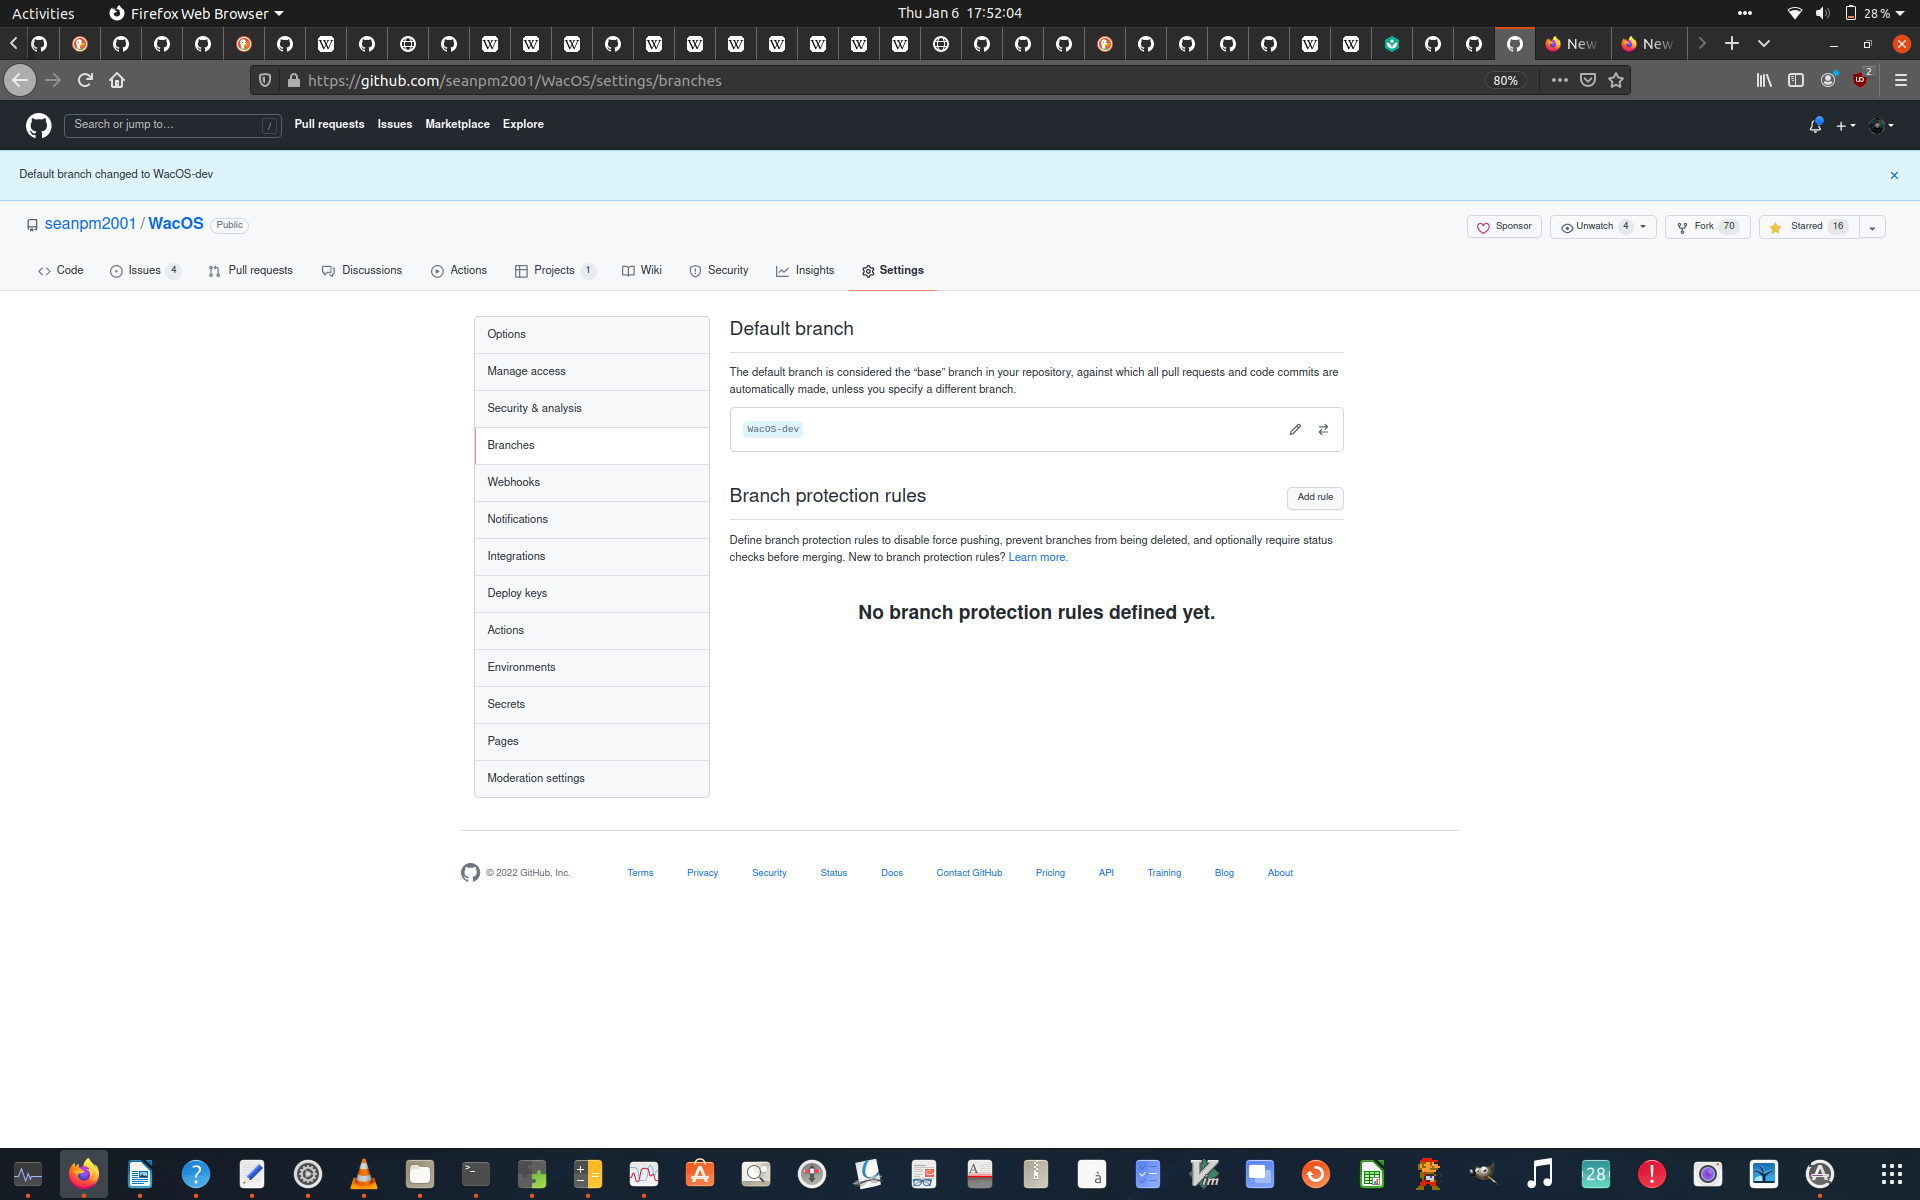 Activities
Firefox Web Browser
Thu Jan 6 17:52:04
28 %
New
New
https://github.com/seanpm2001/WacOS/settings/branches
80%
2
Search or jump to…
/
Pull requests
Issues
Marketplace
Explore
Default branch changed to WacOS-dev
seanpm2001 / WacOS
Public
Sponsor
Unwatch 4
Fork 70
Starred 16
Code
Issues 4
Pull requests
Discussions
Actions
Projects 1
Wiki
Security
Insights
Settings
Options
Manage access
Security & analysis
Branches
Webhooks
Notifications
Integrations
Deploy keys
Actions
Environments
Secrets
Pages
Moderation settings
Default branch
The default branch is considered the “base” branch in your repository, against which all pull requests and code commits are
automatically made, unless you specify a different branch.
WacOS-dev
Branch protection rules
Add rule
Define branch protection rules to disable force pushing, prevent branches from being deleted, and optionally require status
checks before merging. New to branch protection rules? Learn more.
No branch protection rules defined yet.
© 2022 GitHub, Inc.
Terms
Privacy
Security
Status
Docs
Contact GitHub
Pricing
API
Training
Blog
About
28